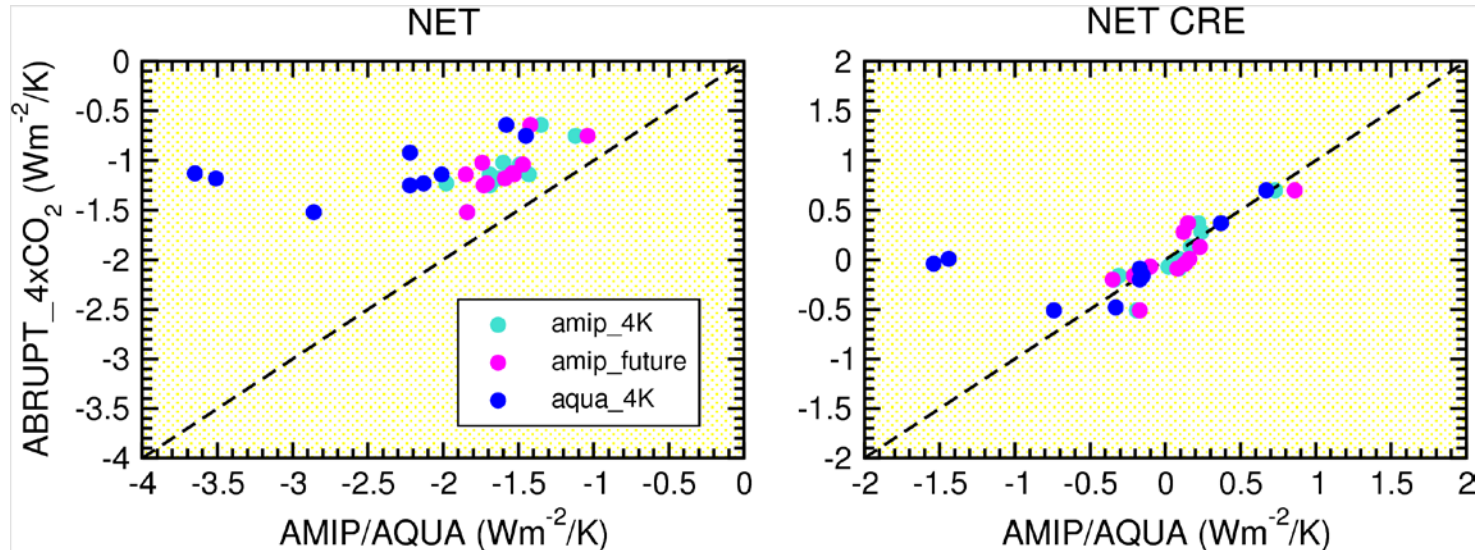 NET
NET CRE
0
-0.5
-1
-1.5
-2
-2.5
-3
-3.5
-4
ABRUPT_4xCO₂ (Wm⁻²/K)
amip_4K
amip_future
aqua_4K
-4 -3.5 -3 -2.5 -2 -1.5 -1 -0.5 0
AMIP/AQUA (Wm⁻²/K)
2
1.5
1
0.5
0
-0.5
-1
-1.5
-2
-2 -1.5 -1 -0.5 0 0.5 1 1.5 2
AMIP/AQUA (Wm⁻²/K)